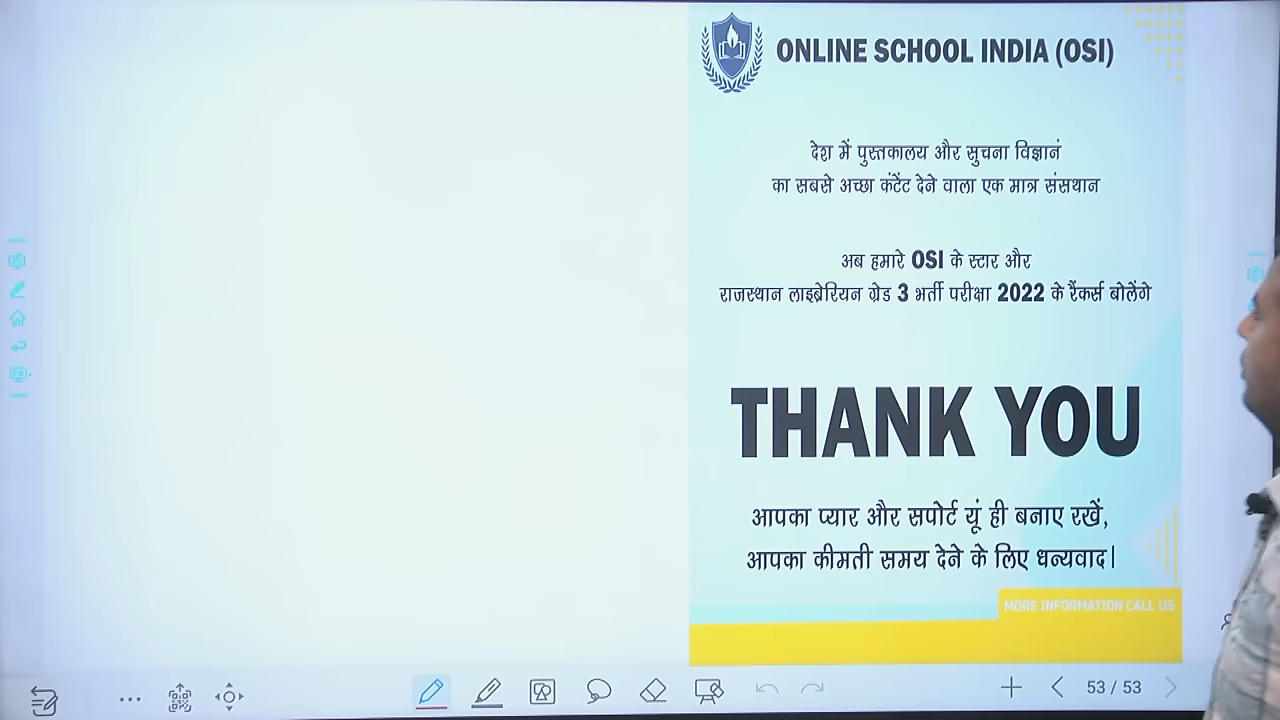 ONLINE SCHOOL INDIA (OSI)
देश में पुस्तकालय और सुचना विज्ञानं
का सबसे अच्छा कंटेंट देने वाला एक मात्र संसथान
अब हमारे OSI के स्टार और
राजस्थान लाइब्रेरियन ग्रेड 3 भर्ती परीक्षा 2022 के रैंकर्स बोलेंगे
THANK YOU
आपका प्यार और सपोर्ट यूं ही बनाए रखें,
आपका कीमती समय देने के लिए धन्यवाद|
MORE INFORMATION CALL US
53 / 53